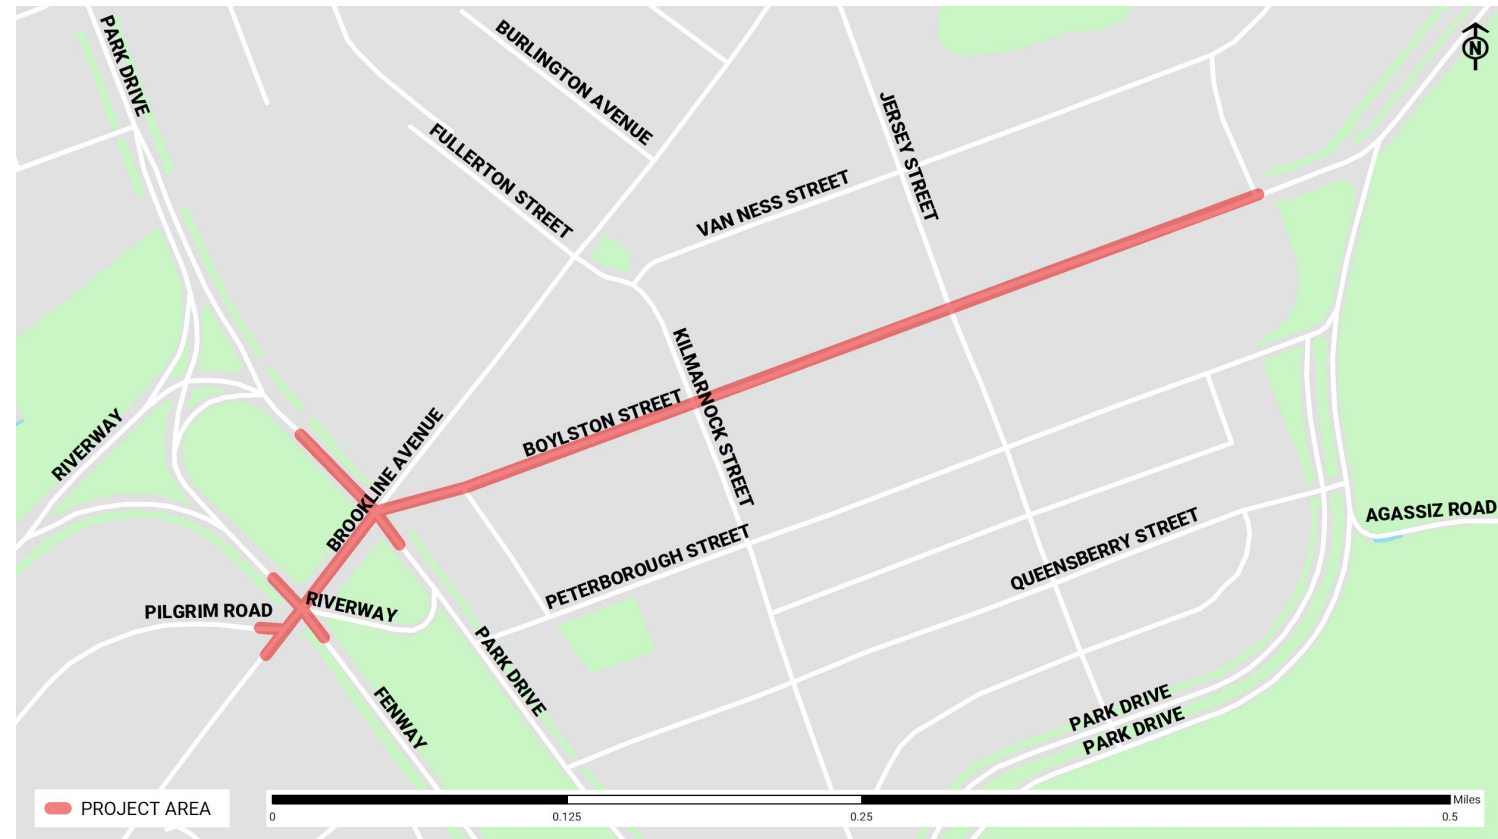 PARK DRIVE
BURLINGTON AVENUE
N
FULLERTON STREET
JERSEY STREET
VAN NESS STREET
KILMARNOCK STREET
BOYLSTON STREET
BROOKLINE AVENUE
RIVERWAY
AGASSIZ ROAD
QUEENSBERRY STREET
PETERBOROUGH STREET
PILGRIM ROAD
RIVERWAY
PARK DRIVE
FENWAY
PARK DRIVE
PARK DRIVE
PROJECT AREA
Miles
0 0.125 0.25 0.5